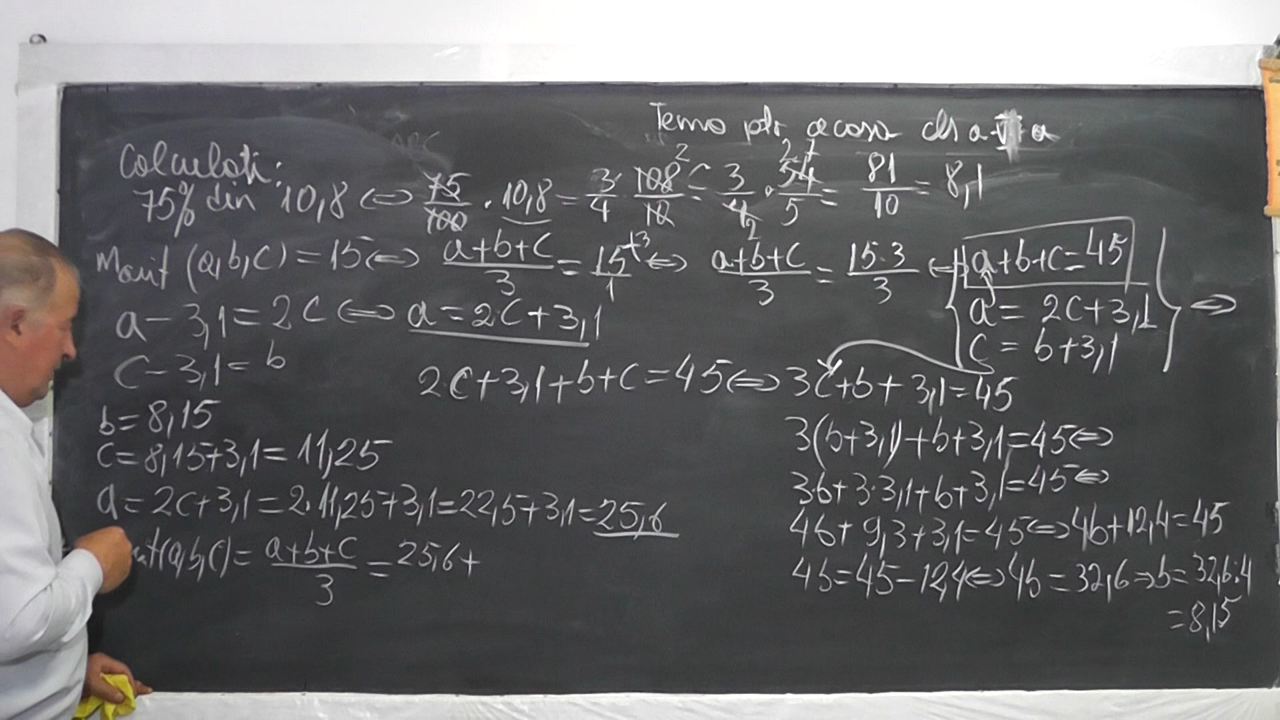 Temă ptr acasă cls a VI a
Calculati:
75% din 10,8 <=> 75/100 · 10,8 = 3/4 · 108/10 = 3/4 · 54/5 = 81/10 = 8,1
Marit (a,b,c) = 15 <=> a+b+c/3 = 15/1 <=> a+b+c/3 = 15·3/3 <=> { a+b+c=45
a = 2c+3,1
c = b+3,1 } <=>
a - 3,1 = 2c <=> a = 2c+3,1
c - 3,1 = b
2c+3,1+b+c=45 <=> 3c+b+3,1=45
3(b+3,1)+b+3,1=45 <=>
3b+3·3,1+b+3,1=45 <=>
4b+9,3+3,1=45 <=> 4b+12,4=45
4b=45-12,4 <=> 4b=32,6 => b=32,6:4
=8,15
b=8,15
c=8,15+3,1=11,25
a=2c+3,1=2·11,25+3,1=22,5+3,1=25,6
(a,b,c)= a+b+c/3 = 25,6+